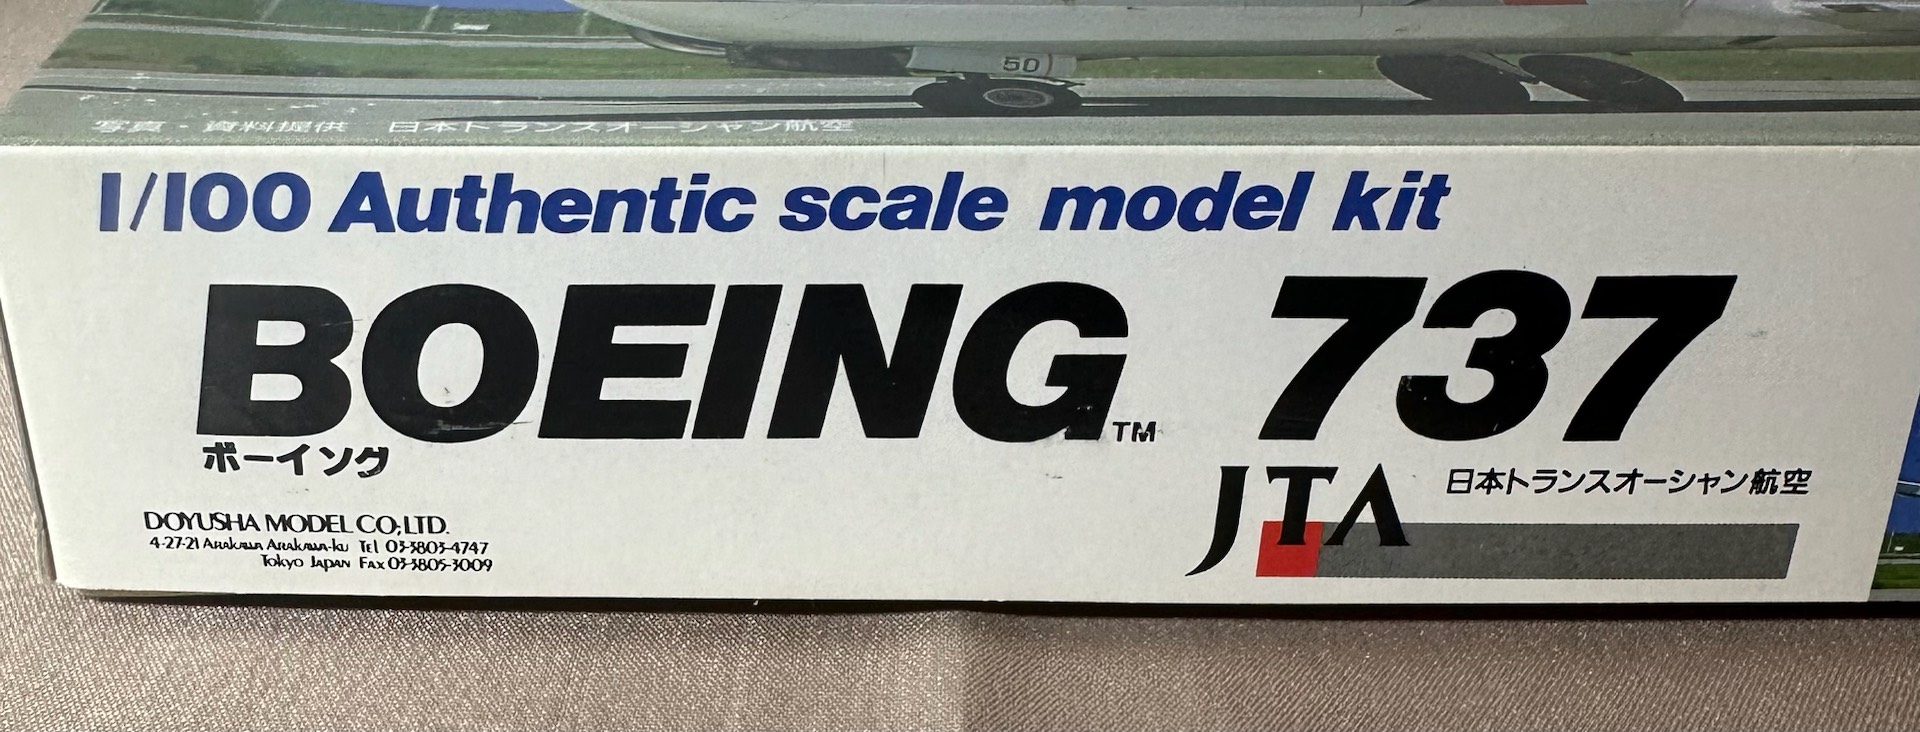 50
写真・資料提供　日本トランスオーシャン航空
1/100 Authentic scale model kit
BOEING™ 737
ボーイング
JTA 日本トランスオーシャン航空
DOYUSHA MODEL CO;LTD.
4-27-21 Arakawa Arakawa-ku Tel 03-3803-4747
Tokyo Japan Fax 03-3805-3009